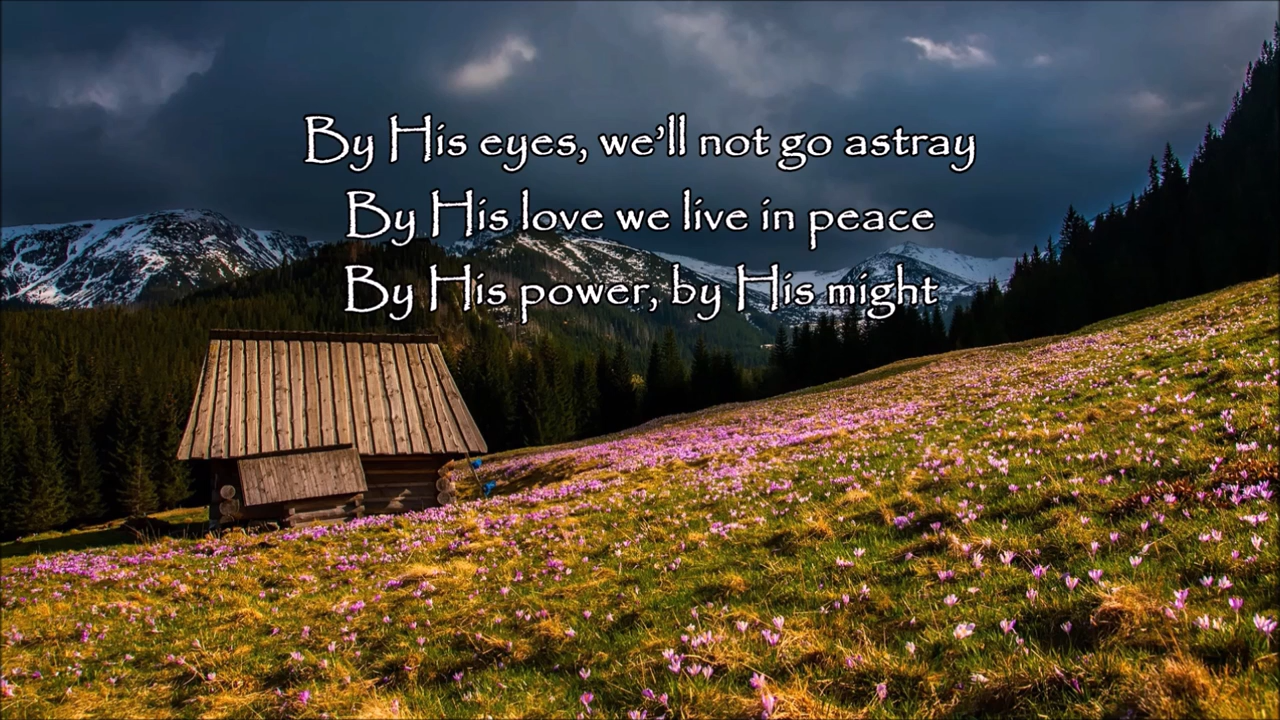 By His eyes, we'll not go astray
By His love we live in peace
By His power, by His might